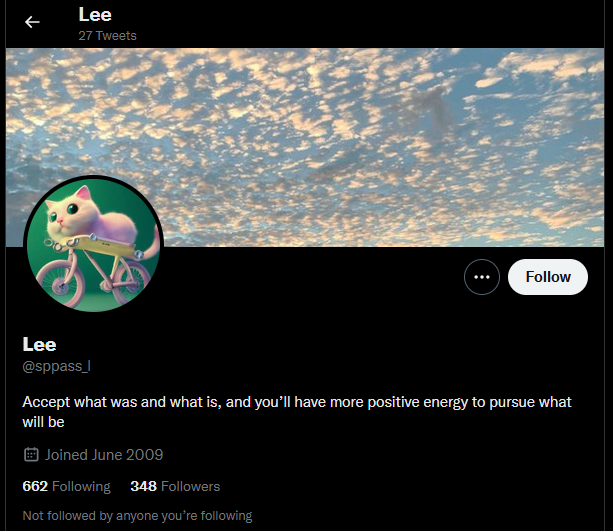 Lee
27 Tweets
Follow
Lee
@sppass_l
Accept what was and what is, and you’ll have more positive energy to pursue what
will be
Joined June 2009
662 Following 348 Followers
Not followed by anyone you’re following